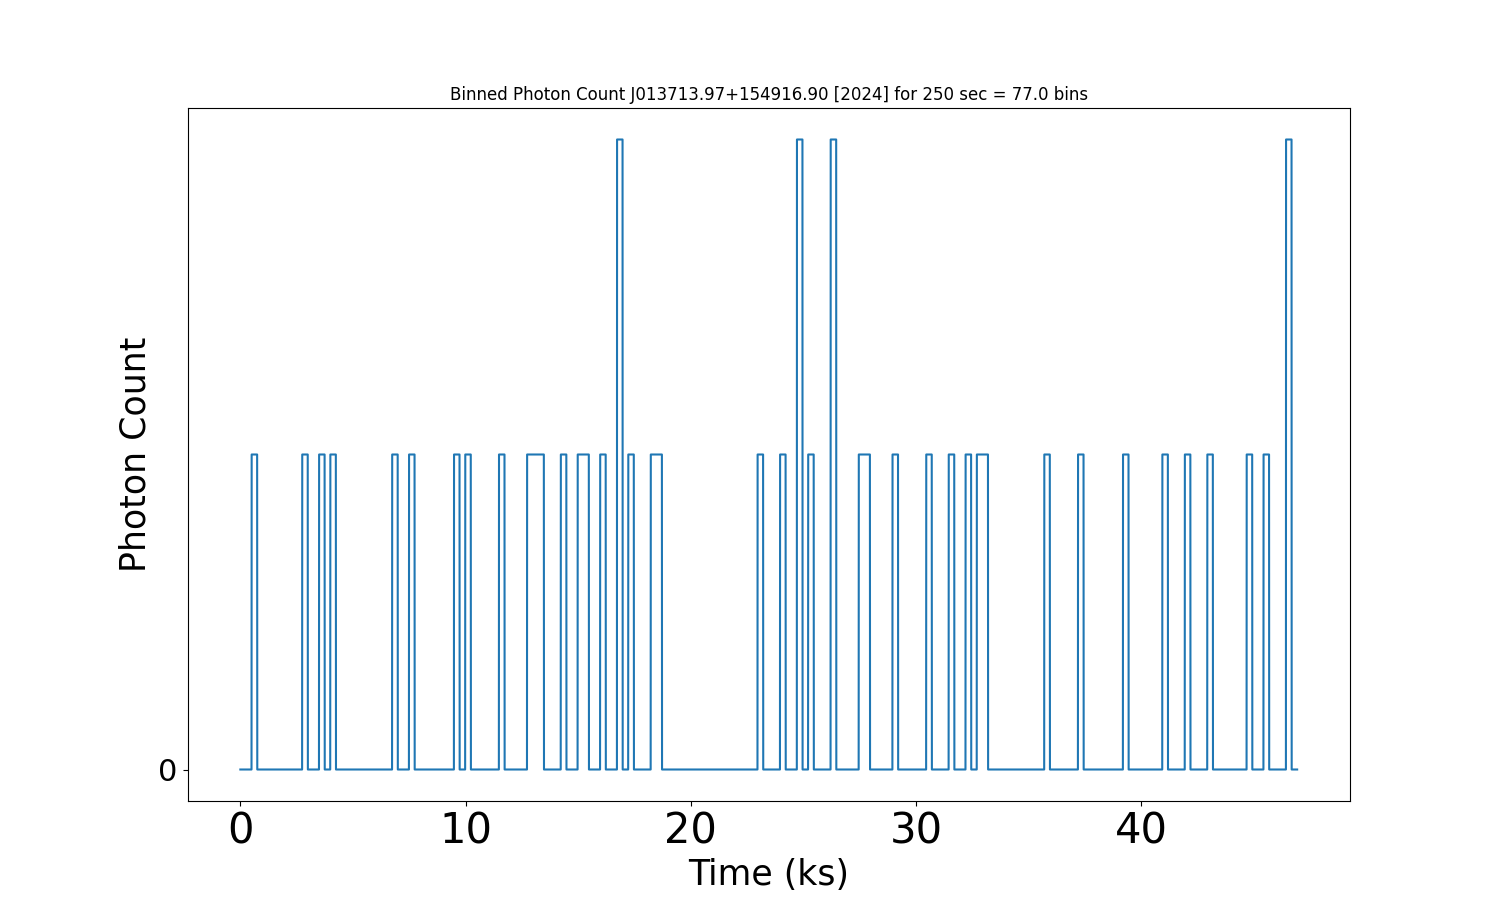 Binned Photon Count J013713.97+154916.90 [2024] for 250 sec = 77.0 bins
Photon Count
0
0 10 20 30 40
Time (ks)